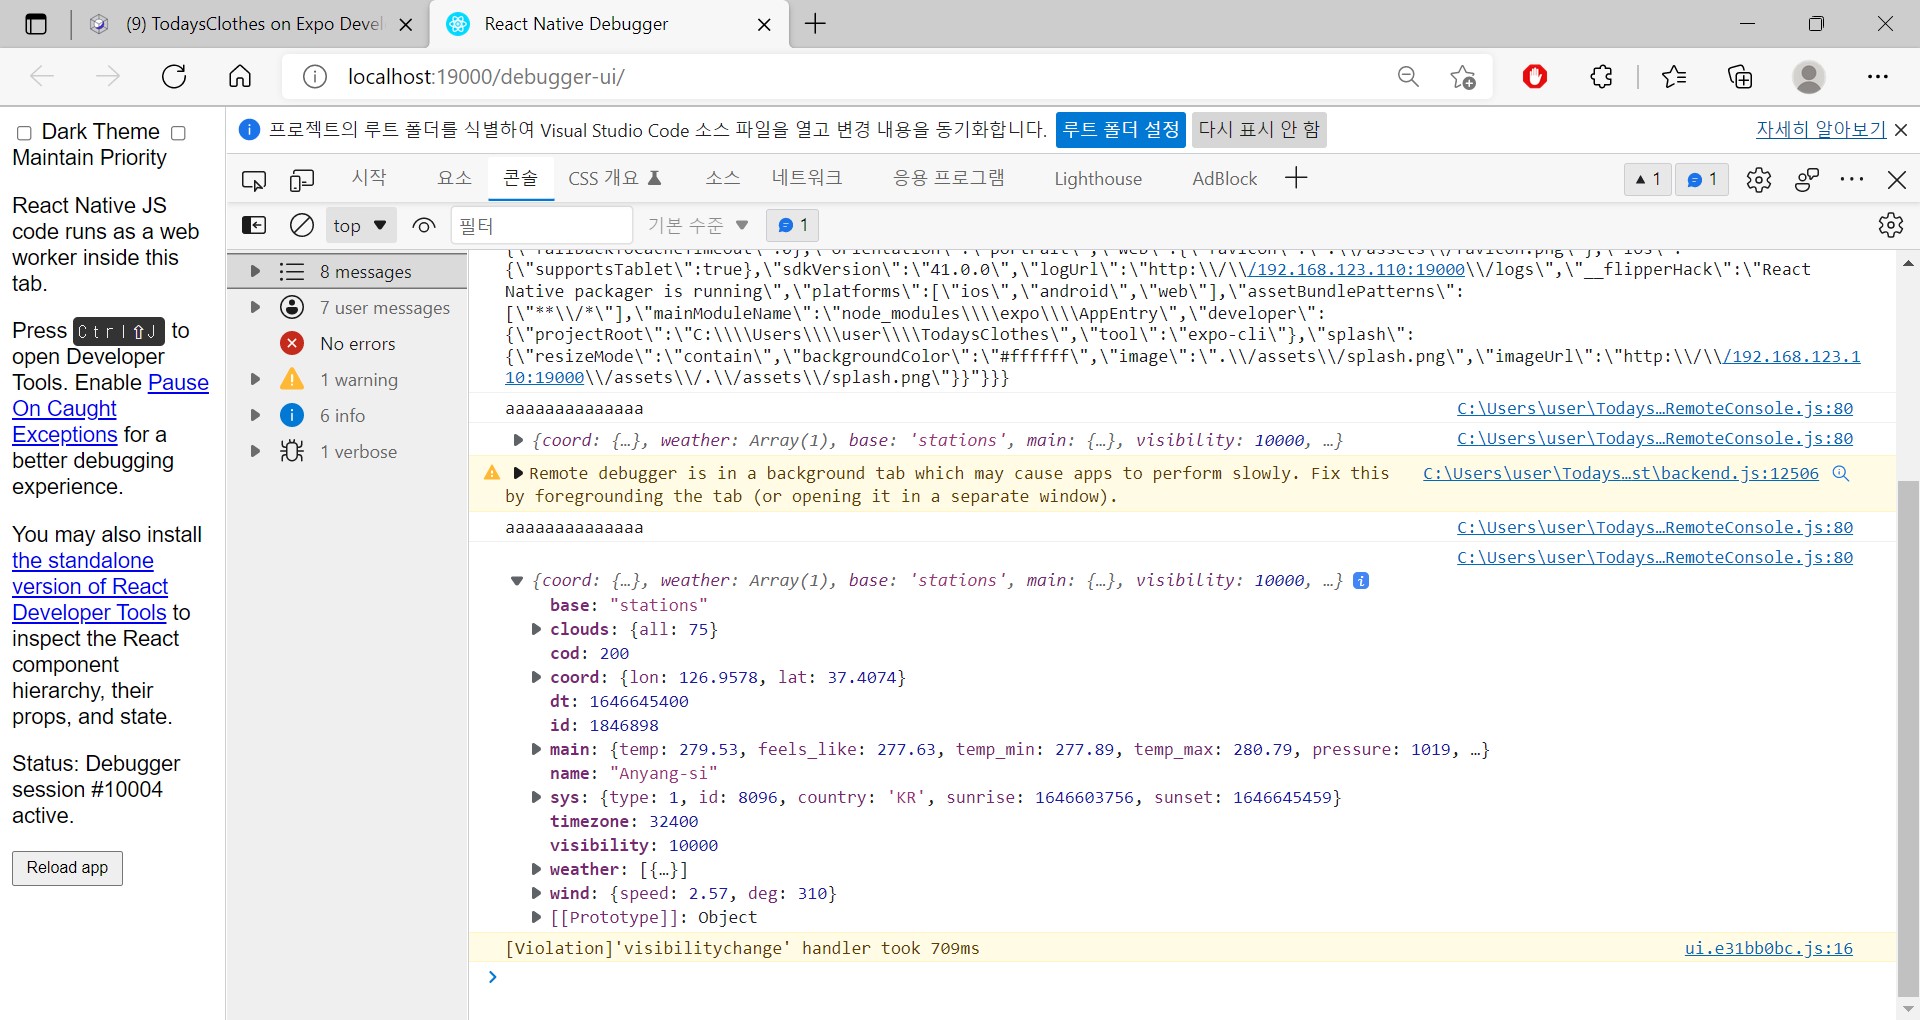 (9) TodaysClothes on Expo Devel
React Native Debugger
localhost:19000/debugger-ui/
Dark Theme
Maintain Priority
React Native JS
code runs as a web
worker inside this
tab.
Press Ctrl⇧J to
open Developer
Tools. Enable Pause
On Caught
Exceptions for a
better debugging
experience.
You may also install
the standalone
version of React
Developer Tools to
inspect the React
component
hierarchy, their
props, and state.
Status: Debugger
session #10004
active.
Reload app
프로젝트의 루트 폴더를 식별하여 Visual Studio Code 소스 파일을 열고 변경 내용을 동기화합니다. 루트 폴더 설정 다시 표시 안 함 자세히 알아보기
시작 요소 콘솔 CSS 개요 소스 네트워크 응용 프로그램 Lighthouse AdBlock 1 1
top 필터 기본 수준 1
8 messages
7 user messages
No errors
1 warning
6 info
1 verbose
{\"fallbackToCacheTimeout\":0},\"orientation\":\"portrait\",\"web\":{\"favicon\":\".\\/assets\\/favicon.png\"},\"ios\":
{\"supportsTablet\":true},\"sdkVersion\":\"41.0.0\",\"logUrl\":\"http:\\/\\/192.168.123.110:19000\\/logs\",\"__flipperHack\":\"React
Native packager is running\",\"platforms\":[\"ios\",\"android\",\"web\"],\"assetBundlePatterns\":
[\"**\\/*\"],\"mainModuleName\":\"node_modules\\\\expo\\\\AppEntry\",\"developer\":
{\"projectRoot\":\"C:\\\\Users\\\\user\\\\TodaysClothes\",\"tool\":\"expo-cli\"},\"splash\":
{\"resizeMode\":\"contain\",\"backgroundColor\":\"#ffffff\",\"image\":\".\\/assets\\/splash.png\",\"imageUrl\":\"http:\\/\\/192.168.123.1
10:19000\\/assets\\/.\\/assets\\/splash.png\"}}"}}}
aaaaaaaaaaaaaa C:\Users\user\Todays…RemoteConsole.js:80
{coord: {…}, weather: Array(1), base: 'stations', main: {…}, visibility: 10000, …} C:\Users\user\Todays…RemoteConsole.js:80
Remote debugger is in a background tab which may cause apps to perform slowly. Fix this C:\Users\user\Todays…st\backend.js:12506
by foregrounding the tab (or opening it in a separate window).
aaaaaaaaaaaaaa C:\Users\user\Todays…RemoteConsole.js:80
C:\Users\user\Todays…RemoteConsole.js:80
{coord: {…}, weather: Array(1), base: 'stations', main: {…}, visibility: 10000, …} i
base: "stations"
clouds: {all: 75}
cod: 200
coord: {lon: 126.9578, lat: 37.4074}
dt: 1646645400
id: 1846898
main: {temp: 279.53, feels_like: 277.63, temp_min: 277.89, temp_max: 280.79, pressure: 1019, …}
name: "Anyang-si"
sys: {type: 1, id: 8096, country: 'KR', sunrise: 1646603756, sunset: 1646645459}
timezone: 32400
visibility: 10000
weather: [{…}]
wind: {speed: 2.57, deg: 310}
[[Prototype]]: Object
[Violation]'visibilitychange' handler took 709ms ui.e31bb0bc.js:16